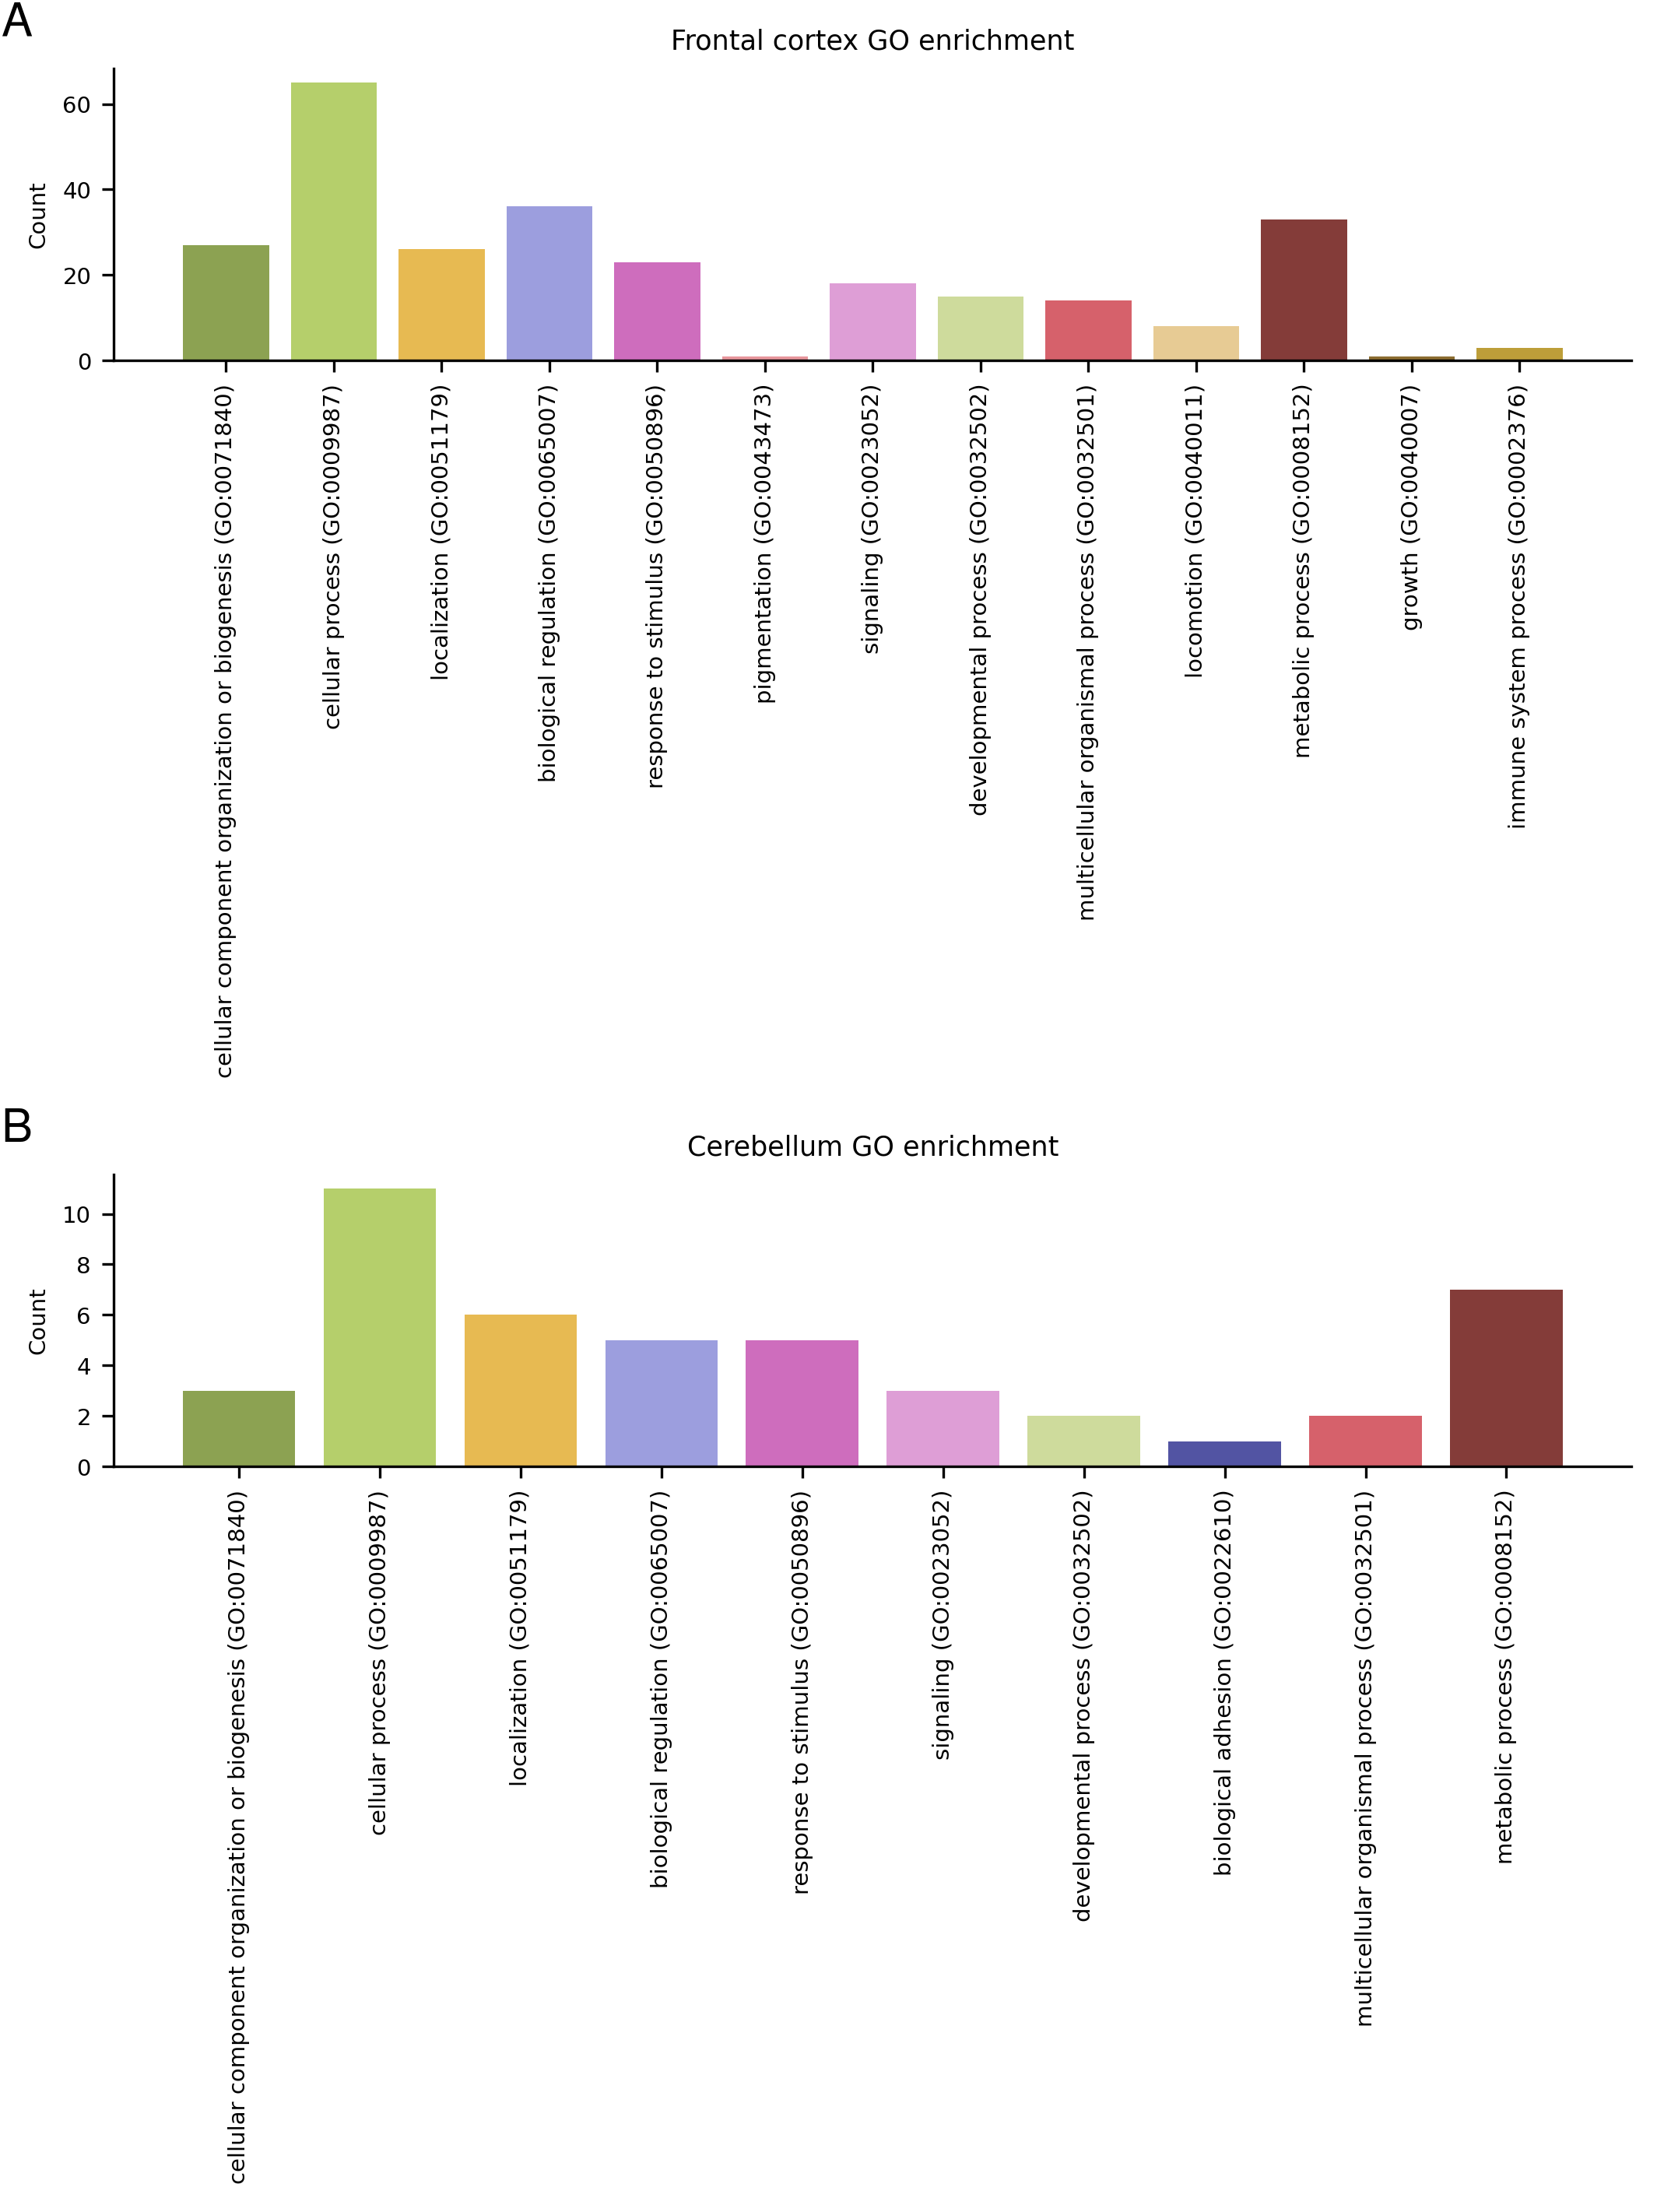 A
Frontal cortex GO enrichment
Count
60
40
20
0
cellular component organization or biogenesis (GO:0071840)
cellular process (GO:0009987)
localization (GO:0051179)
biological regulation (GO:0065007)
response to stimulus (GO:0050896)
pigmentation (GO:0043473)
signaling (GO:0023052)
developmental process (GO:0032502)
multicellular organismal process (GO:0032501)
locomotion (GO:0040011)
metabolic process (GO:0008152)
growth (GO:0040007)
immune system process (GO:0002376)
B
Cerebellum GO enrichment
Count
10
8
6
4
2
0
cellular component organization or biogenesis (GO:0071840)
cellular process (GO:0009987)
localization (GO:0051179)
biological regulation (GO:0065007)
response to stimulus (GO:0050896)
signaling (GO:0023052)
developmental process (GO:0032502)
biological adhesion (GO:0022610)
multicellular organismal process (GO:0032501)
metabolic process (GO:0008152)